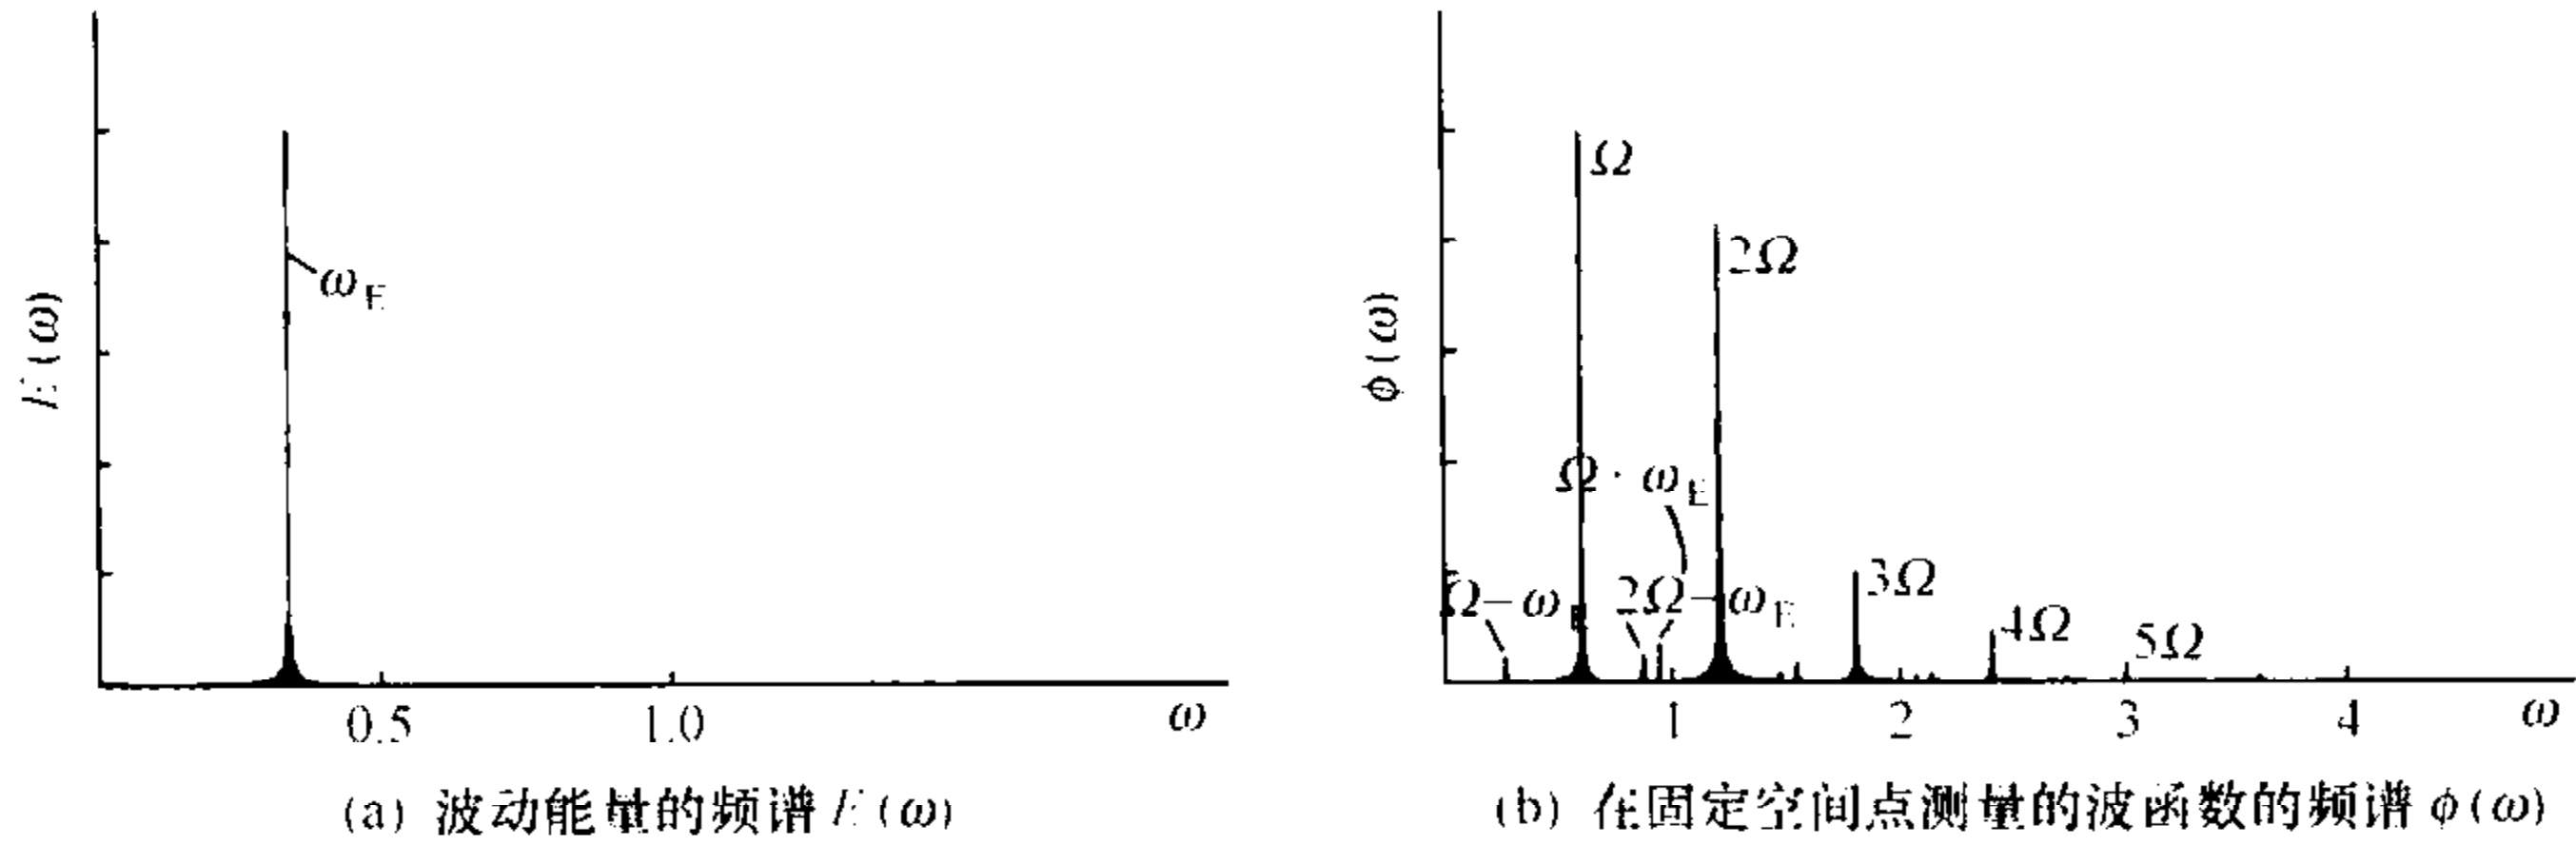 E(ω)
ω_E
0.5 1.0 ω
(a) 波动能量的频谱 E(ω)
ϕ(ω)
Ω
2Ω
Ω · ω_E
Ω−ω_E 2Ω−ω_E
3Ω
4Ω
5Ω
1 2 3 4 ω
(b) 在固定空间点测量的波函数的频谱 ϕ(ω)